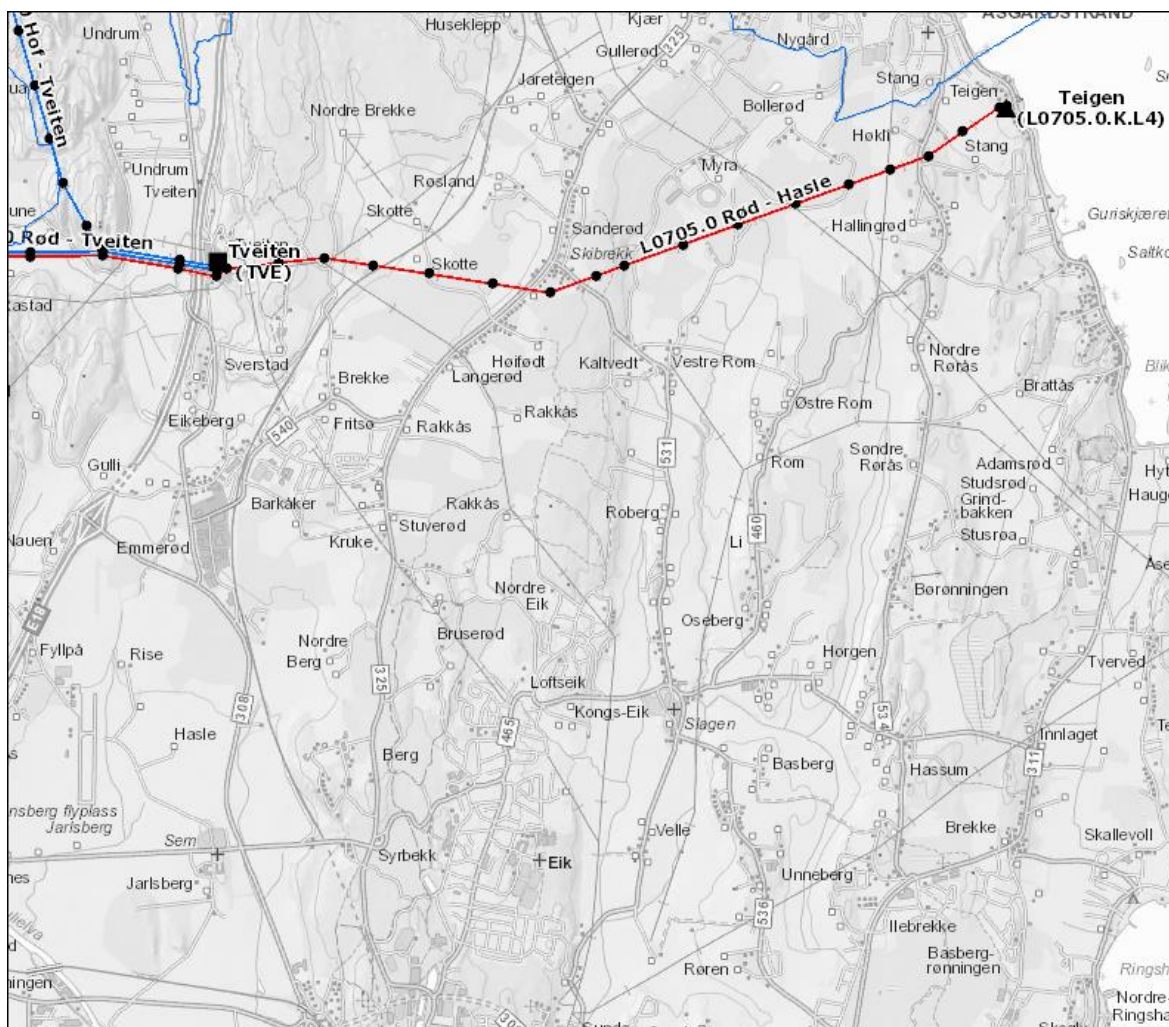 ÅSGÅRDSTRAND
Undrum
Huseklepp
Kjær
325
Nygård
Gullerød
Stang
Hof - Tveiten
Jareteigen
Bollerød
Teigen
Teigen
(L0705.0.K.L4)
Nordre Brekke
Høkli
Stang
Undrum
Tveiten
Røsland
Myra
L0705.0 Rød - Hasle
Skotte
Sanderød
Hallingrød
Rød - Tveiten
Tveiten
(TVE)
Skotte
Skibrekk
Sverstad
Høifødt
Kaltvedt
Vestre Rom
Nordre
Rørås
Langerød
Brekke
Brattås
Eikeberg
540
Fritsø
Rakkås
Rakkås
Østre Rom
531
Gulli
Rom
Søndre
Rørås
Adamsrød
Barkåker
Rakkås
Studsrød
Grind-
bakken
Stuverød
Roberg
460
Nauen
Emmerød
Kruke
Li
Stusrøa
Nordre
Eik
Børønningen
E18
Oseberg
Bruserød
Fyllpå
Rise
Nordre
Berg
Horgen
Tverved
325
Loftseik
308
Kongs-Eik
Slagen
534
465
Hasle
Innlaget
Berg
Basberg
Hassum
311
Jarlsberg
Velle
Brekke
Skallevoll
Sem
Syrbekk
Eik
Jarlsberg
Unneberg
536
Ilebrekke
Basberg-
rønningen
Røren
Nordre